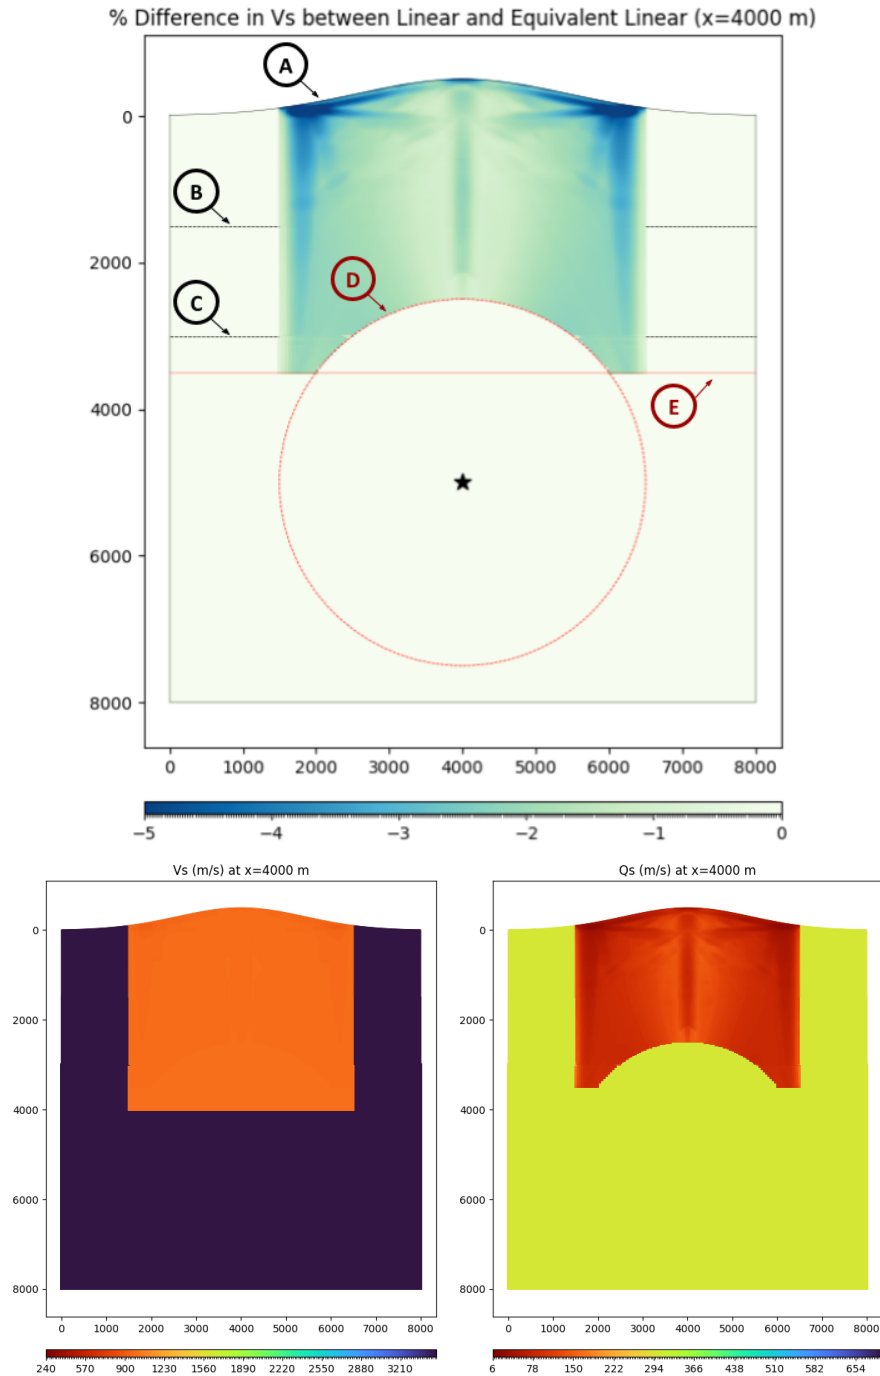 % Difference in Vs between Linear and Equivalent Linear (x=4000 m)
A
0
B
2000
D
C
4000
E
6000
8000
0 1000 2000 3000 4000 5000 6000 7000 8000
−5 −4 −3 −2 −1 0
Vs (m/s) at x=4000 m
0
2000
4000
6000
8000
0 1000 2000 3000 4000 5000 6000 7000 8000
240 570 900 1230 1560 1890 2220 2550 2880 3210
Qs (m/s) at x=4000 m
0
2000
4000
6000
8000
0 1000 2000 3000 4000 5000 6000 7000 8000
6 78 150 222 294 366 438 510 582 654